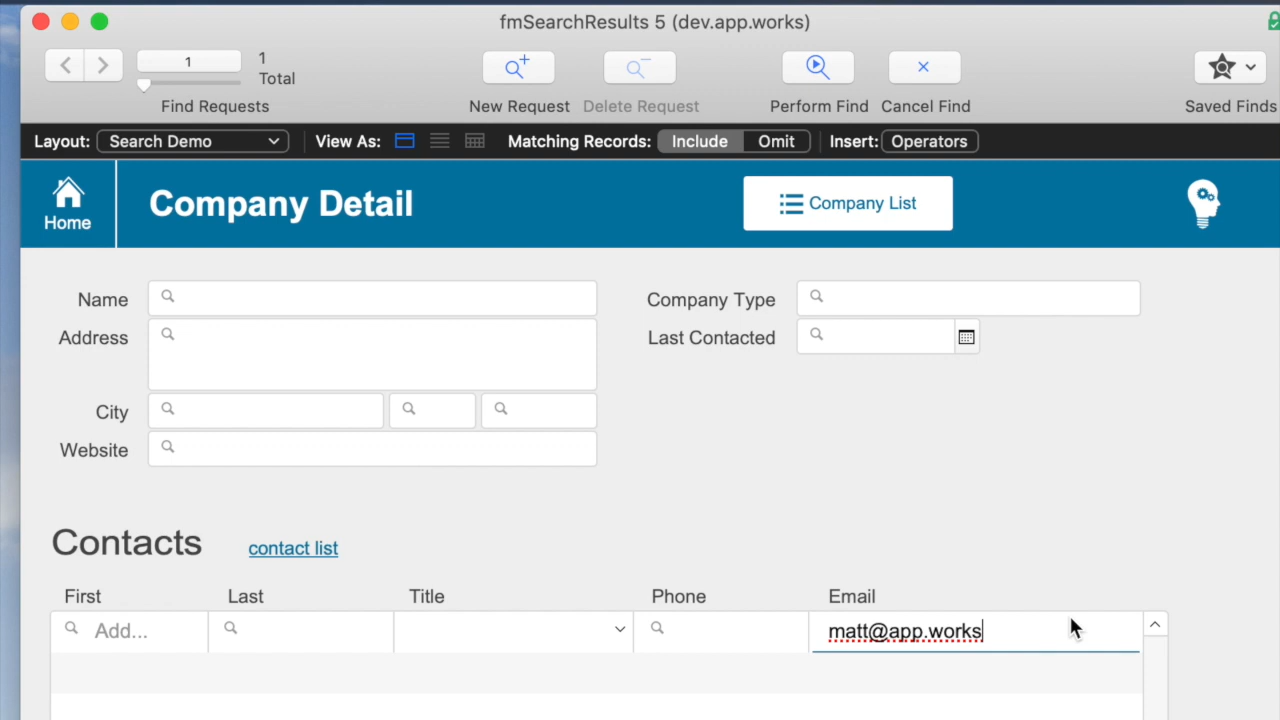 fmSearchResults 5 (dev.app.works)
1
1
Total
Find Requests
New Request
Delete Request
Perform Find
Cancel Find
Saved Finds
Layout: Search Demo
View As:
Matching Records: Include Omit
Insert: Operators
Home
Company Detail
Company List
Name
Company Type
Address
Last Contacted
City
Website
Contacts
contact list
First Last Title Phone Email
Add... matt@app.works